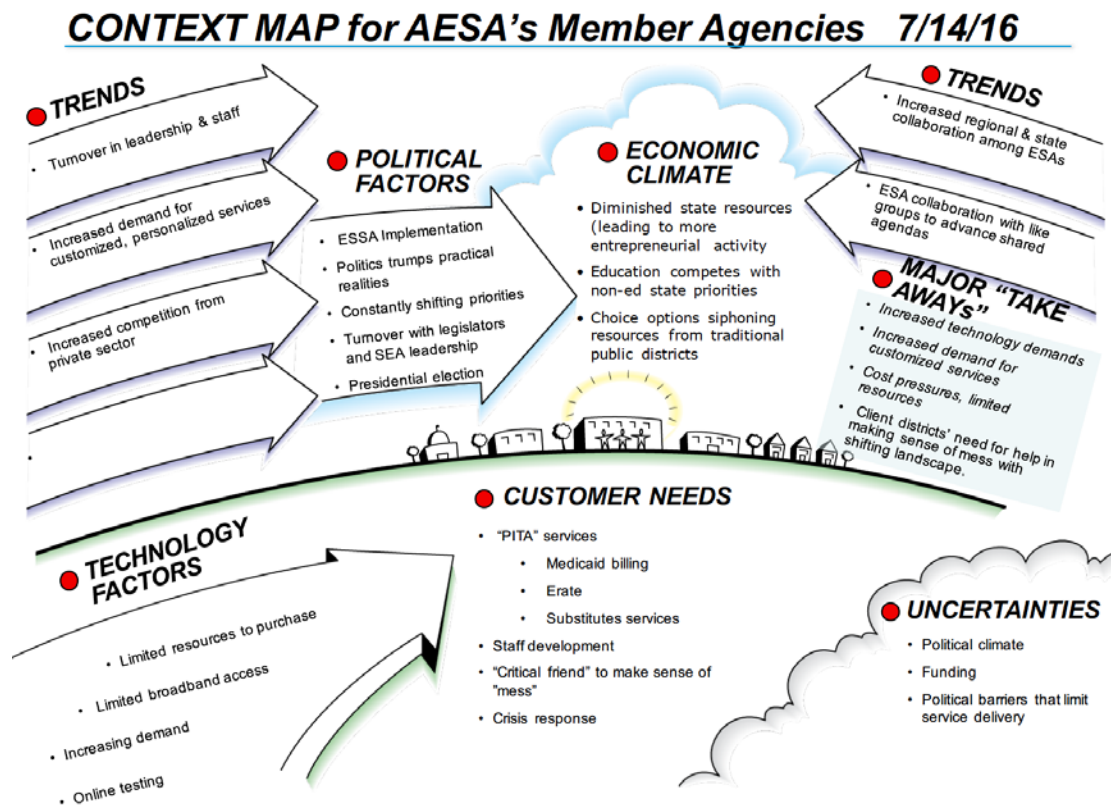 CONTEXT MAP for AESA's Member Agencies 7/14/16
TRENDS
• Turnover in leadership & staff
• Increased demand for
customized, personalized services
• Increased competition from
private sector
•
POLITICAL
FACTORS
• ESSA Implementation
• Politics trumps practical
realities
• Constantly shifting priorities
• Turnover with legislators
and SEA leadership
• Presidential election
ECONOMIC
CLIMATE
• Diminished state resources
(leading to more
entrepreneurial activity
• Education competes with
non-ed state priorities
• Choice options siphoning
resources from traditional
public districts
TRENDS
• Increased regional & state
collaboration among ESAs
• ESA collaboration with like
groups to advance shared
agendas
MAJOR "TAKE
AWAYs"
• Increased technology demands
• Increased demand for
customized services
• Cost pressures, limited
resources
• Client districts' need for help in
making sense of mess with
shifting landscape.
TECHNOLOGY
FACTORS
• Limited resources to purchase
• Limited broadband access
• Increasing demand
• Online testing
CUSTOMER NEEDS
• "PITA" services
• Medicaid billing
• Erate
• Substitutes services
• Staff development
• "Critical friend" to make sense of
"mess"
• Crisis response
UNCERTAINTIES
• Political climate
• Funding
• Political barriers that limit
service delivery